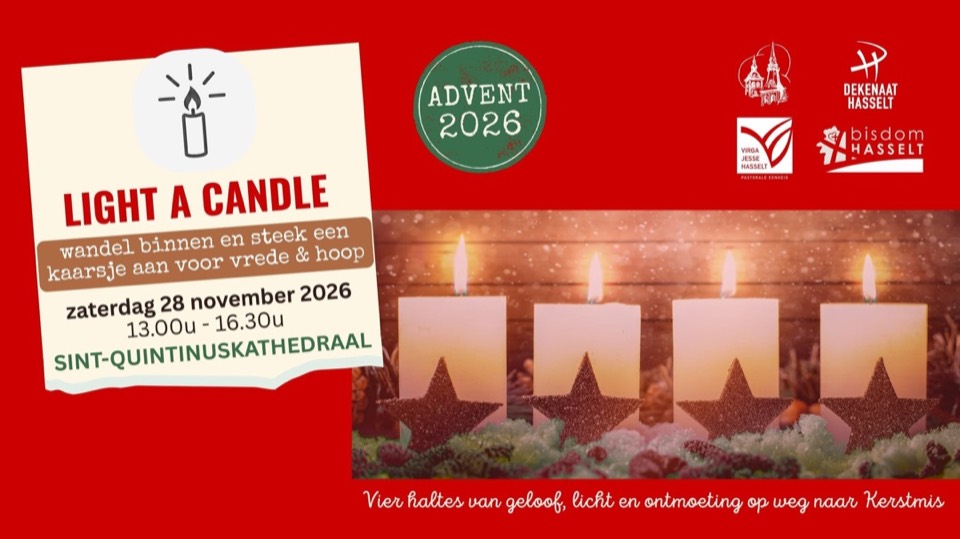 LIGHT A CANDLE
wandel binnen en steek een
kaarsje aan voor vrede & hoop
zaterdag 28 november 2026
13.00u - 16.30u
SINT-QUINTINUSKATHEDRAAL
ADVENT
2026
DEKENAAT
HASSELT
VIRGA
JESSE
HASSELT
PASTORALE EENHEID
bisdom
HASSELT
Vier haltes van geloof, licht en ontmoeting op weg naar Kerstmis